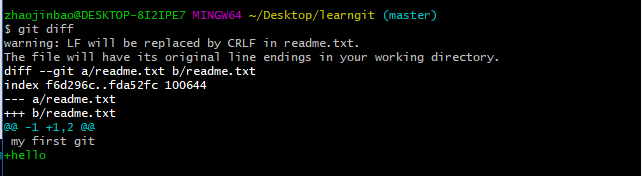 zhaojinbao@DESKTOP-8I2IPE7 MINGW64 ~/Desktop/learngit (master)
$ git diff
warning: LF will be replaced by CRLF in readme.txt.
The file will have its original line endings in your working directory.
diff --git a/readme.txt b/readme.txt
index f6d296c..fda52fc 100644
--- a/readme.txt
+++ b/readme.txt
@@ -1 +1,2 @@
 my first git
+hello